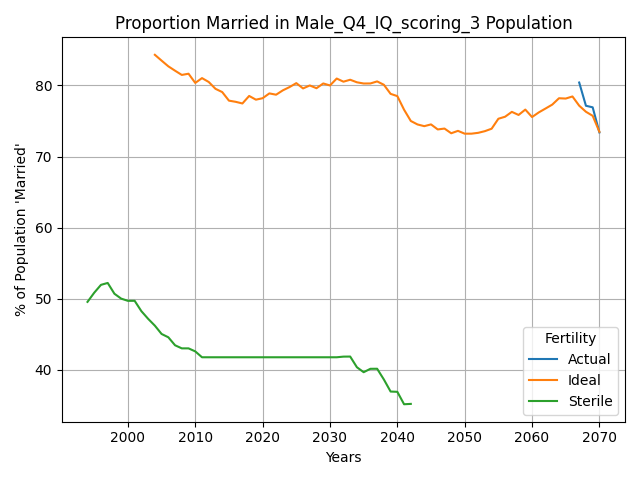 Proportion Married in Male_Q4_IQ_scoring_3 Population
% of Population 'Married'
80
70
60
50
40
Fertility
Actual
Ideal
Sterile
2000 2010 2020 2030 2040 2050 2060 2070
Years